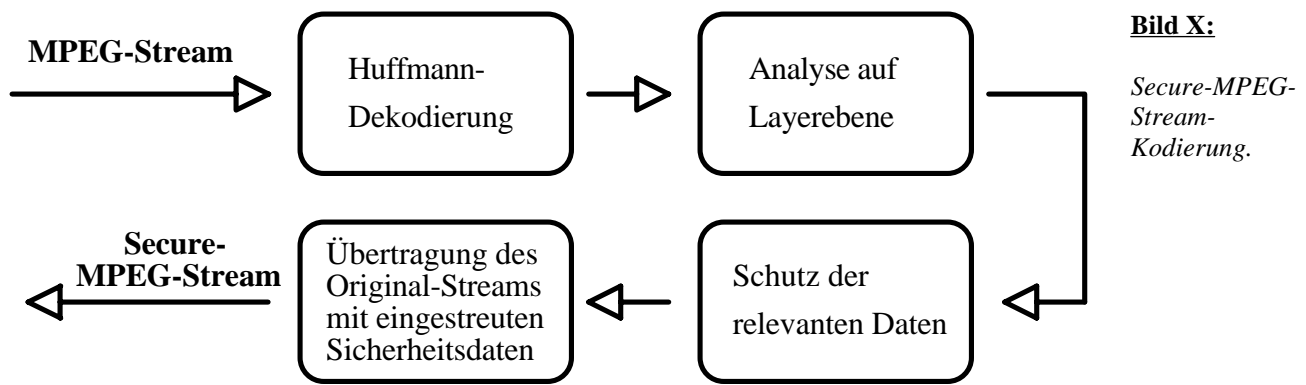 MPEG-Stream
Huffmann-
Dekodierung
Analyse auf
Layerebene
Bild X:
Secure-MPEG-
Stream-
Kodierung.
Schutz der
relevanten Daten
Übertragung des
Original-Streams
mit eingestreuten
Sicherheitsdaten
Secure-
MPEG-Stream